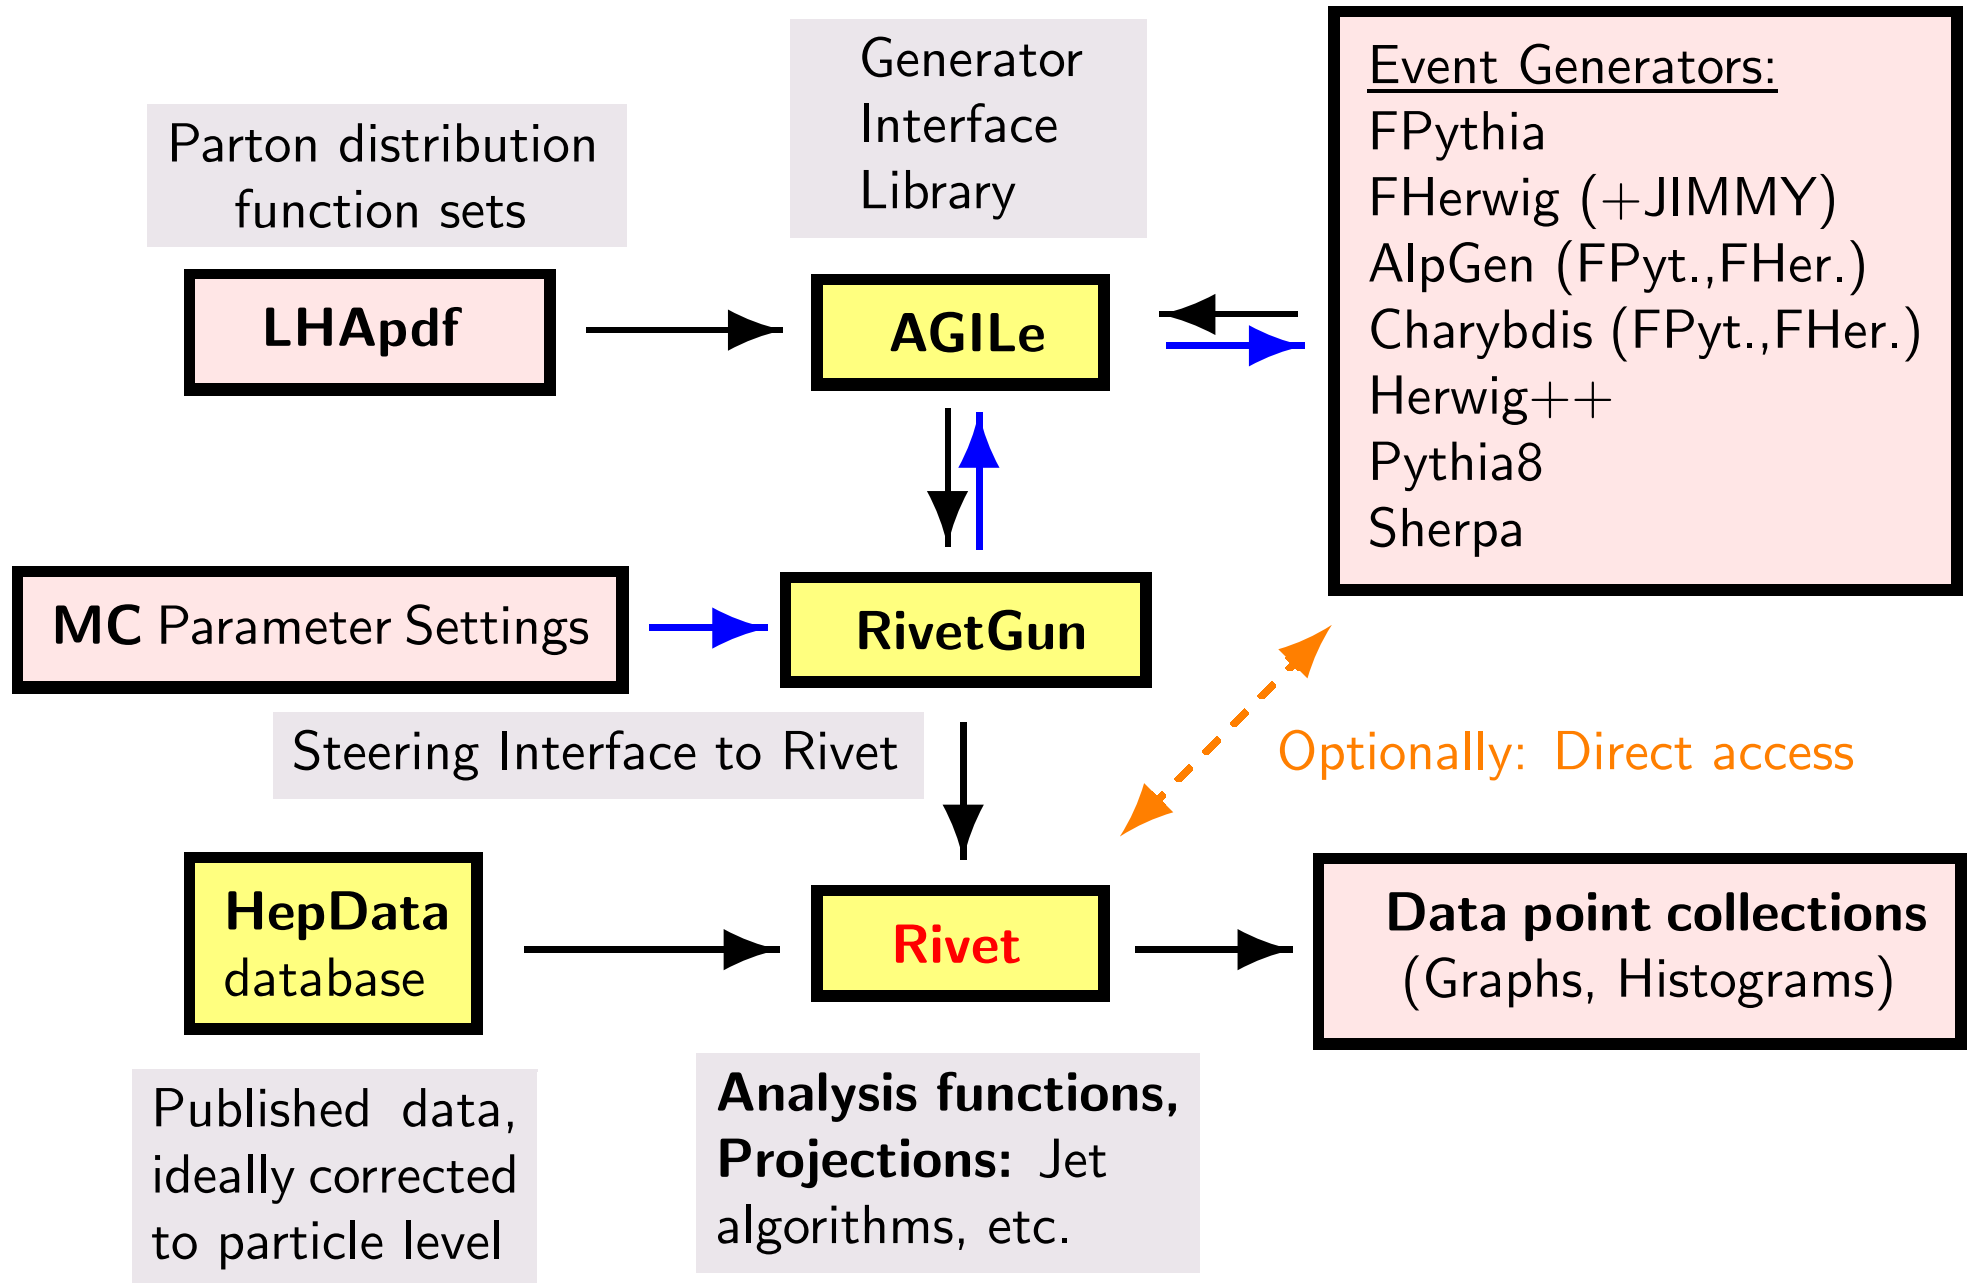 Parton distribution
function sets
LHApdf
Generator
Interface
Library
AGILe
Event Generators:
FPythia
FHerwig (+JIMMY)
AlpGen (FPyt.,FHer.)
Charybdis (FPyt.,FHer.)
Herwig++
Pythia8
Sherpa
MC Parameter Settings
RivetGun
Steering Interface to Rivet
Optionally: Direct access
HepData
database
Rivet
Data point collections
(Graphs, Histograms)
Published data,
ideally corrected
to particle level
Analysis functions,
Projections: Jet
algorithms, etc.